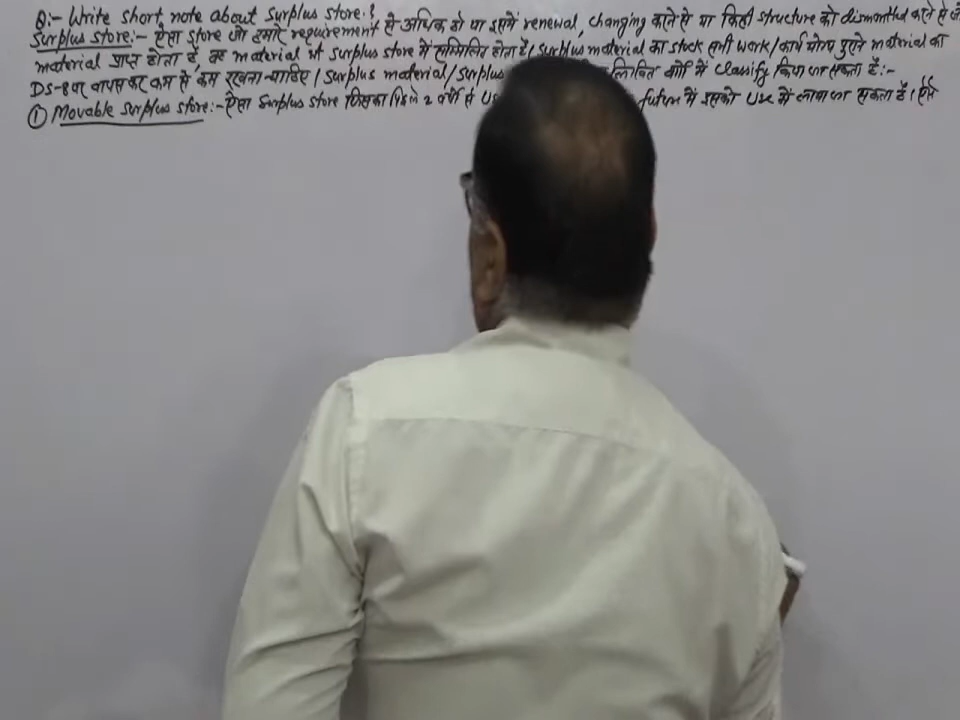 Q:- Write short note about Surplus store.?
Surplus store:- ऐसा store जो हमारे requirement से अधिक हो या इसमें renewal, changing करने से या किसी structure को dismantled करने से जो
material प्राप्त होता है, वह material भी surplus store में सम्मिलित होता है। Surplus material का stock सभी work/कार्य योग्य पुराने material को
DS-8 पर वापस कर कम से कम रखना चाहिए। Surplus material/surplus लिखित वर्गों में classify किया जा सकता है:-
① Movable surplus store:- ऐसा Surplus store जिसका पिछले 2 वर्षों से future में इसको use में लाया जा सकता है। ऐसे